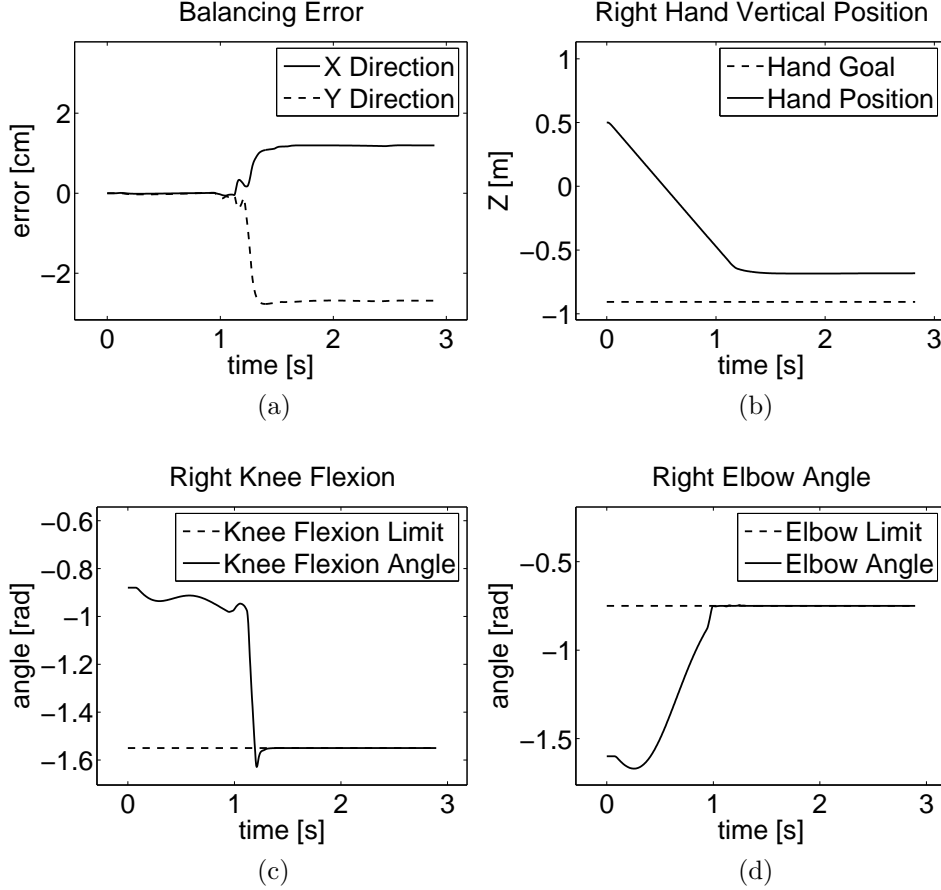 Balancing Error
X Direction
Y Direction
2
0
−2
error [cm]
0
1
2
3
time [s]
(a)
Right Hand Vertical Position
Hand Goal
Hand Position
1
0.5
0
−0.5
−1
Z [m]
0
1
2
3
time [s]
(b)
Right Knee Flexion
Knee Flexion Limit
Knee Flexion Angle
−0.6
−0.8
−1
−1.2
−1.4
−1.6
angle [rad]
0
1
2
3
time [s]
(c)
Right Elbow Angle
Elbow Limit
Elbow Angle
−0.5
−1
−1.5
angle [rad]
0
1
2
3
time [s]
(d)